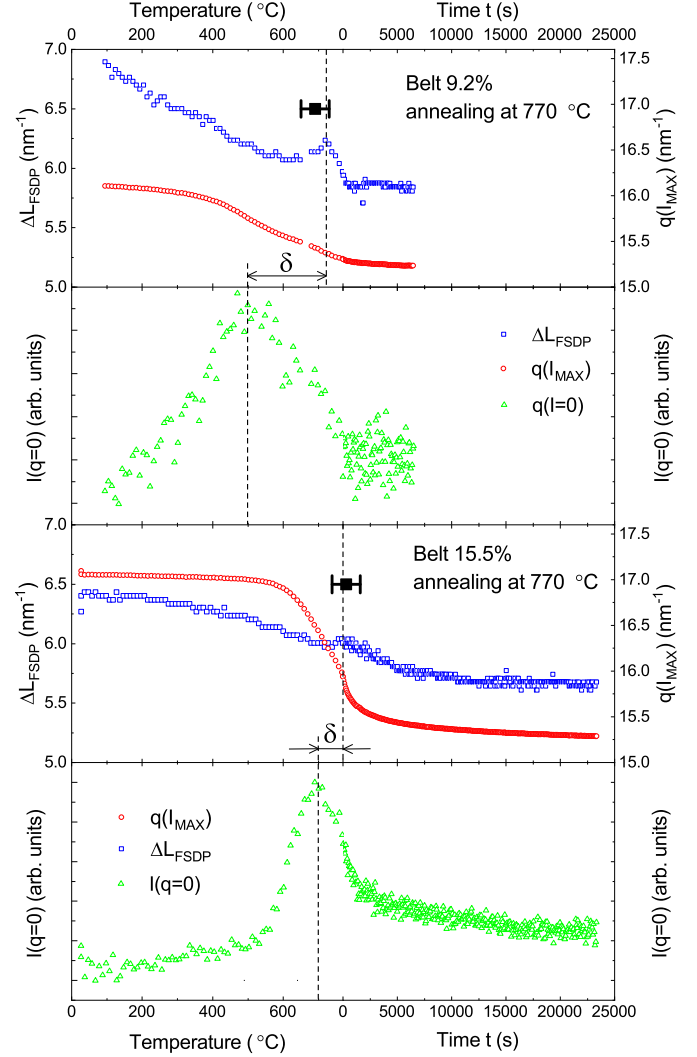 Temperature ( °C) Time t (s)
0 200 400 600 0 5000 10000 15000 20000 25000
7.0 17.5
6.5 17.0
6.0 16.5
5.5 16.0
5.0 15.5
15.0
ΔL_FSDP (nm⁻¹)
q(I_MAX) (nm⁻¹)
Belt 9.2%
annealing at 770 °C
δ
I(q=0) (arb. units)
I(q=0) (arb. units)
ΔL_FSDP
q(I_MAX)
q(I=0)
7.0 17.5
6.5 17.0
6.0 16.5
5.5 16.0
5.0 15.5
15.0
ΔL_FSDP (nm⁻¹)
q(I_MAX) (nm⁻¹)
Belt 15.5%
annealing at 770 °C
δ
I(q=0) (arb. units)
I(q=0) (arb. units)
q(I_MAX)
ΔL_FSDP
I(q=0)
0 200 400 600 0 5000 10000 15000 20000 25000
Temperature ( °C) Time t (s)